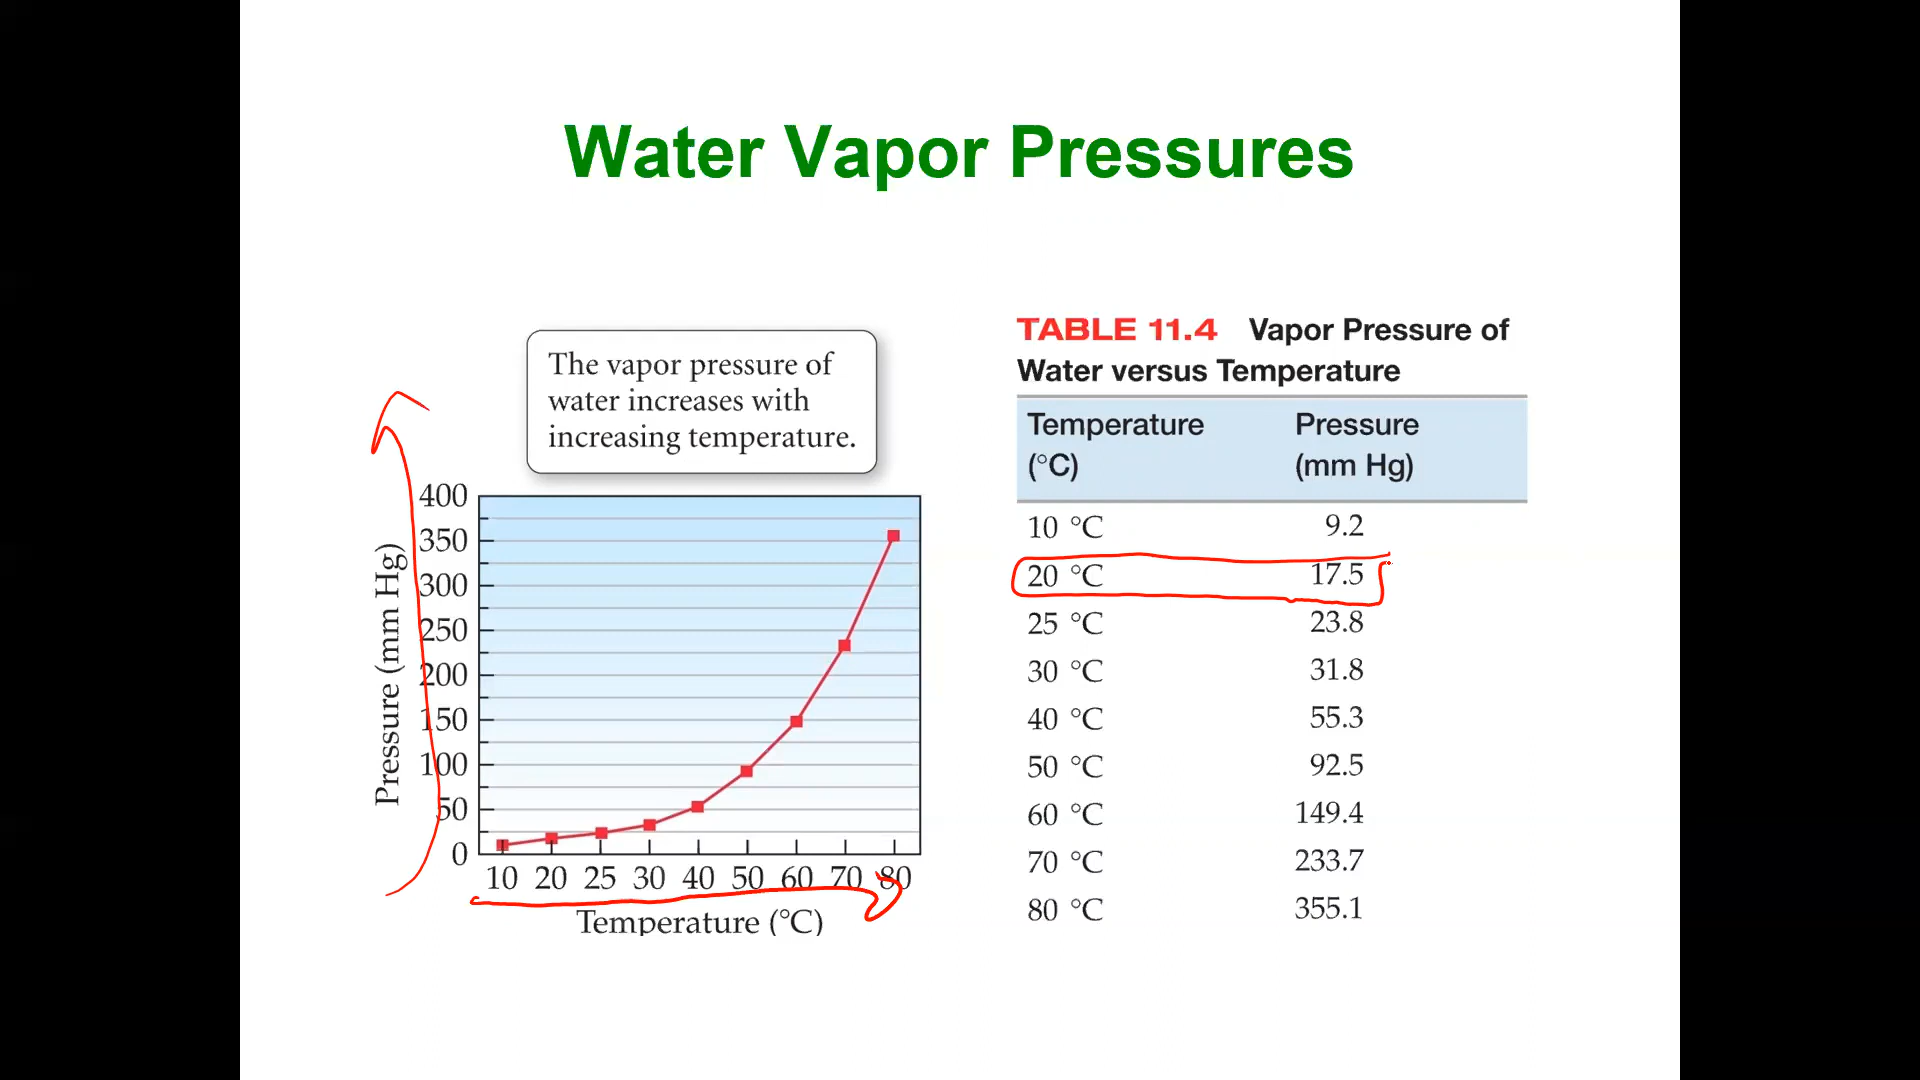 Water Vapor Pressures
The vapor pressure of
water increases with
increasing temperature.
Pressure (mm Hg)
400
350
300
250
200
150
100
50
0
10 20 25 30 40 50 60 70 80
Temperature (°C)
TABLE 11.4 Vapor Pressure of
Water versus Temperature
Temperature Pressure
(°C) (mm Hg)
10 °C 9.2
20 °C 17.5
25 °C 23.8
30 °C 31.8
40 °C 55.3
50 °C 92.5
60 °C 149.4
70 °C 233.7
80 °C 355.1